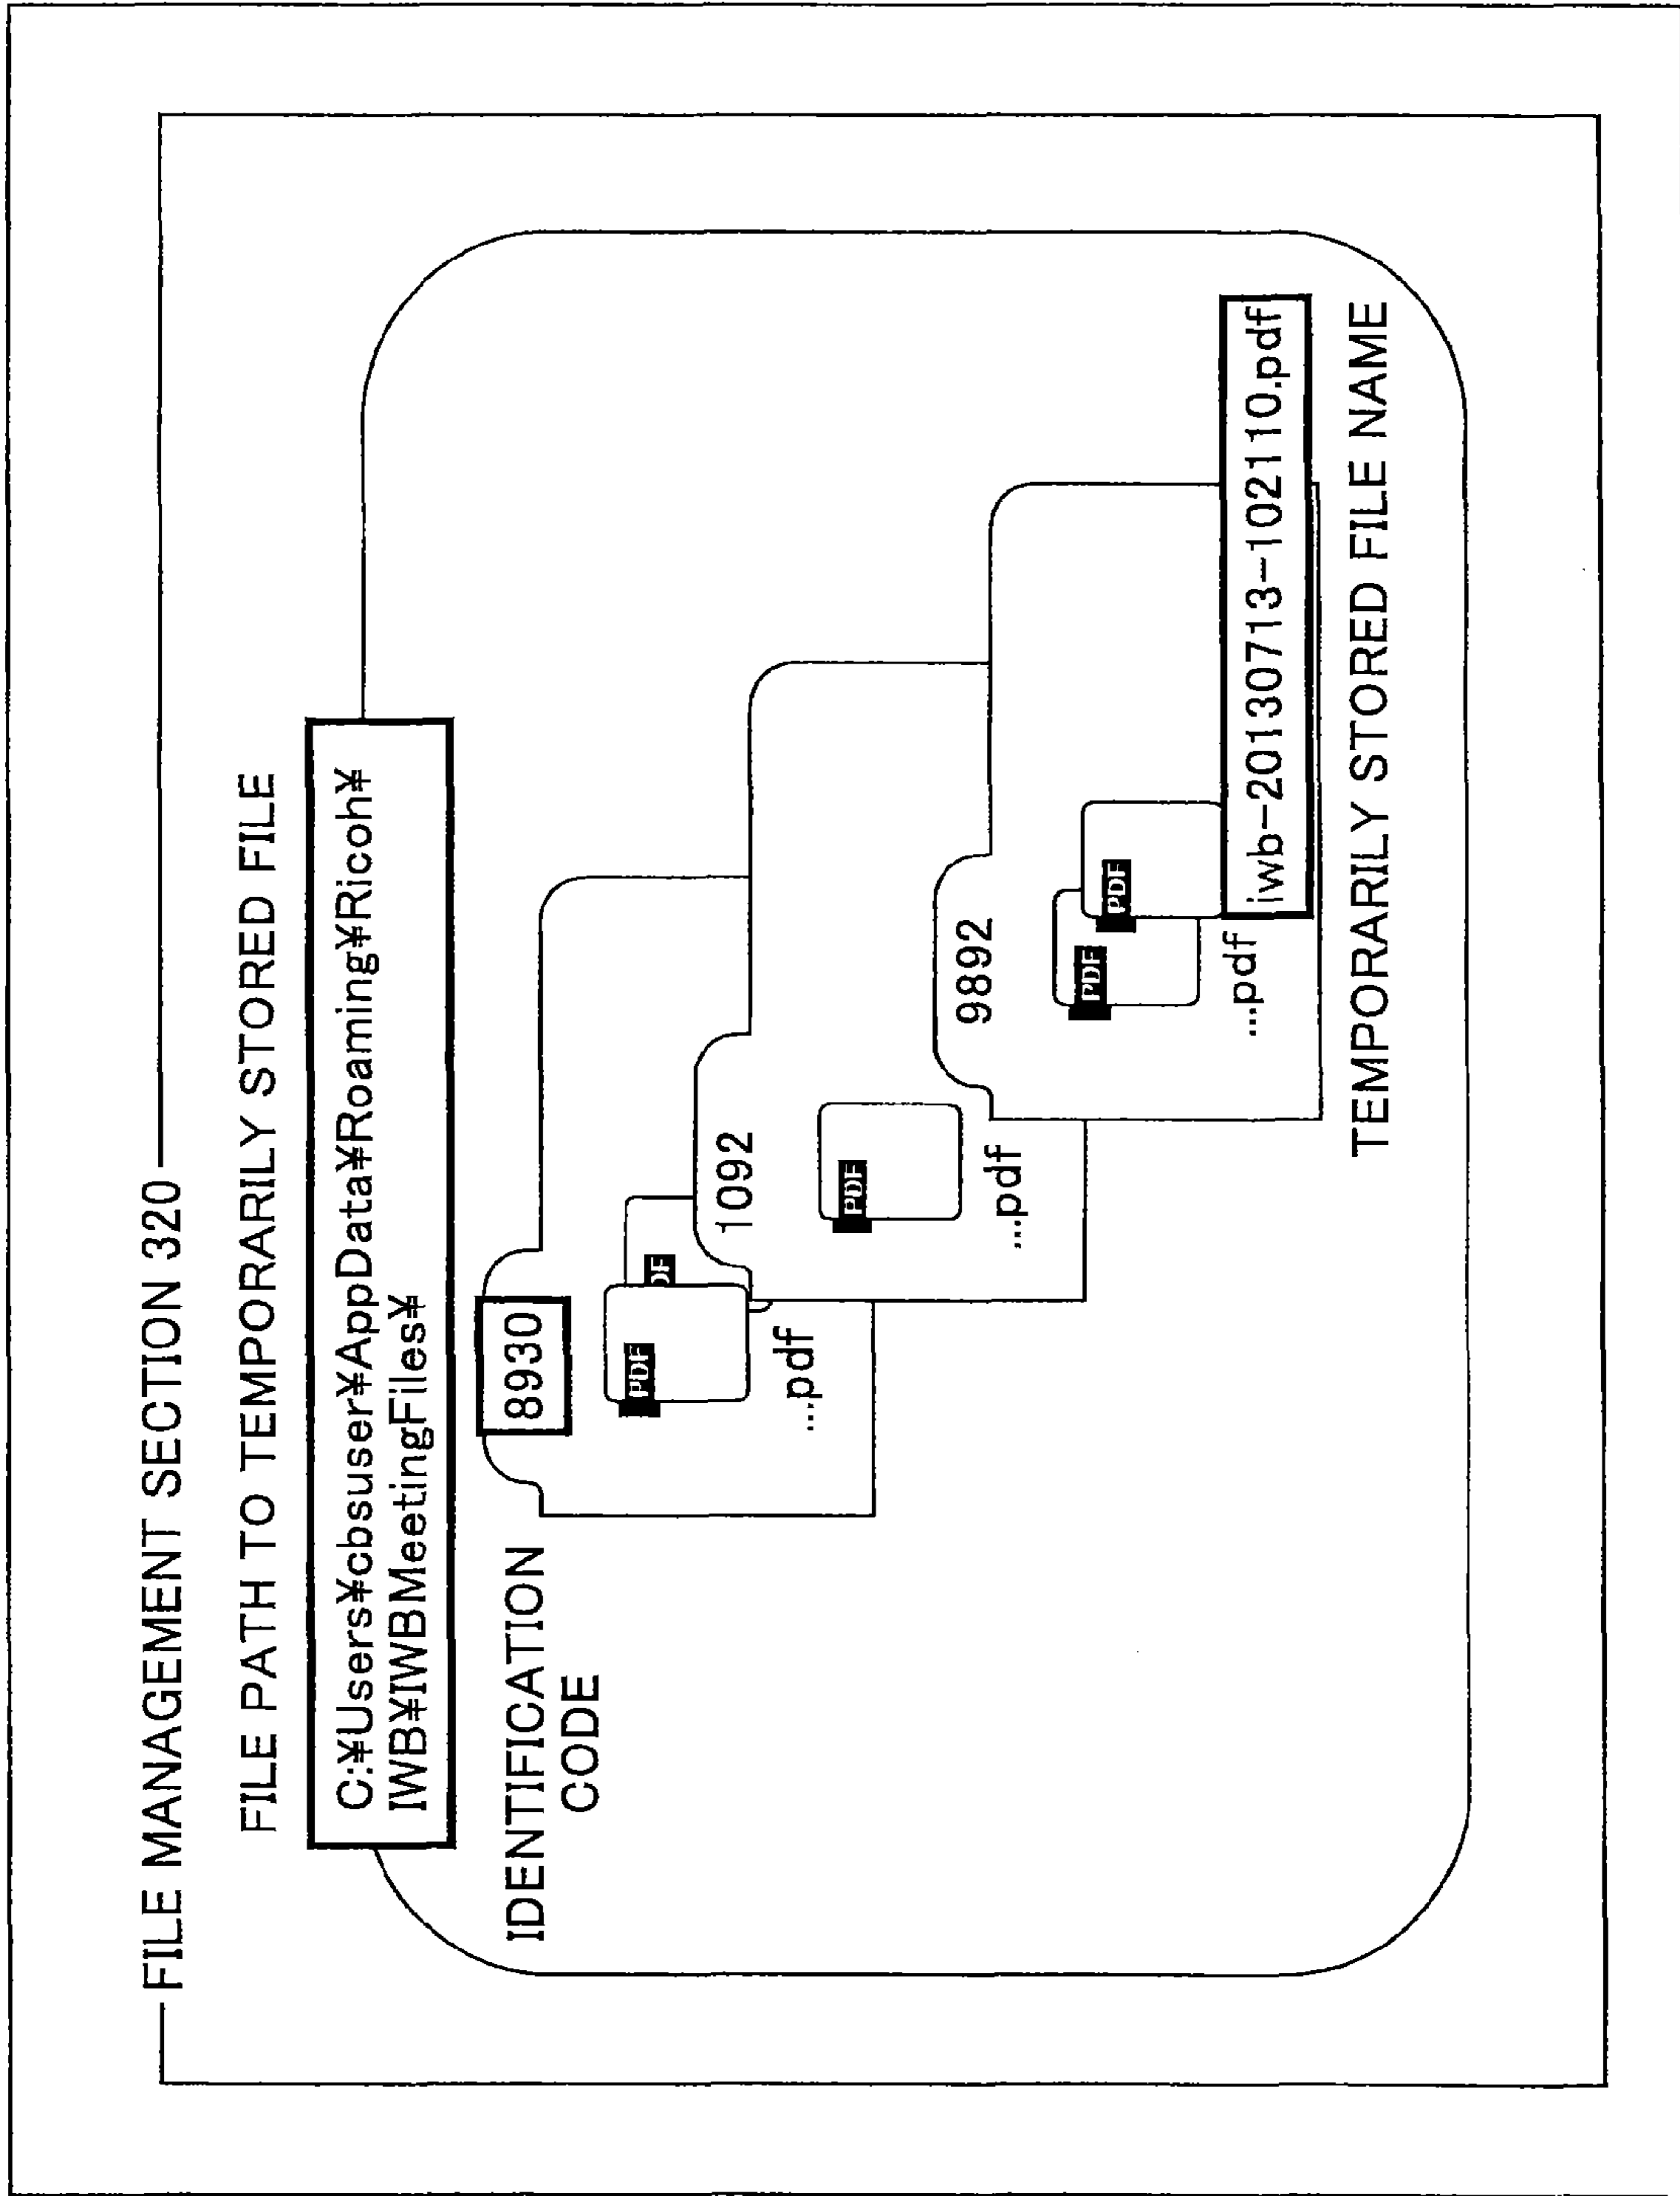 FILE MANAGEMENT SECTION 320
FILE PATH TO TEMPORARILY STORED FILE
C:¥Users¥cbsuser¥AppData¥Roaming¥Ricoh¥
IWB¥IWBMeetingFiles¥
IDENTIFICATION
CODE
8930
PDF
DF
...pdf
1092
PDF
...pdf
9892
PDF
PDF
...pdf
iwb-20130713-102110.pdf
TEMPORARILY STORED FILE NAME